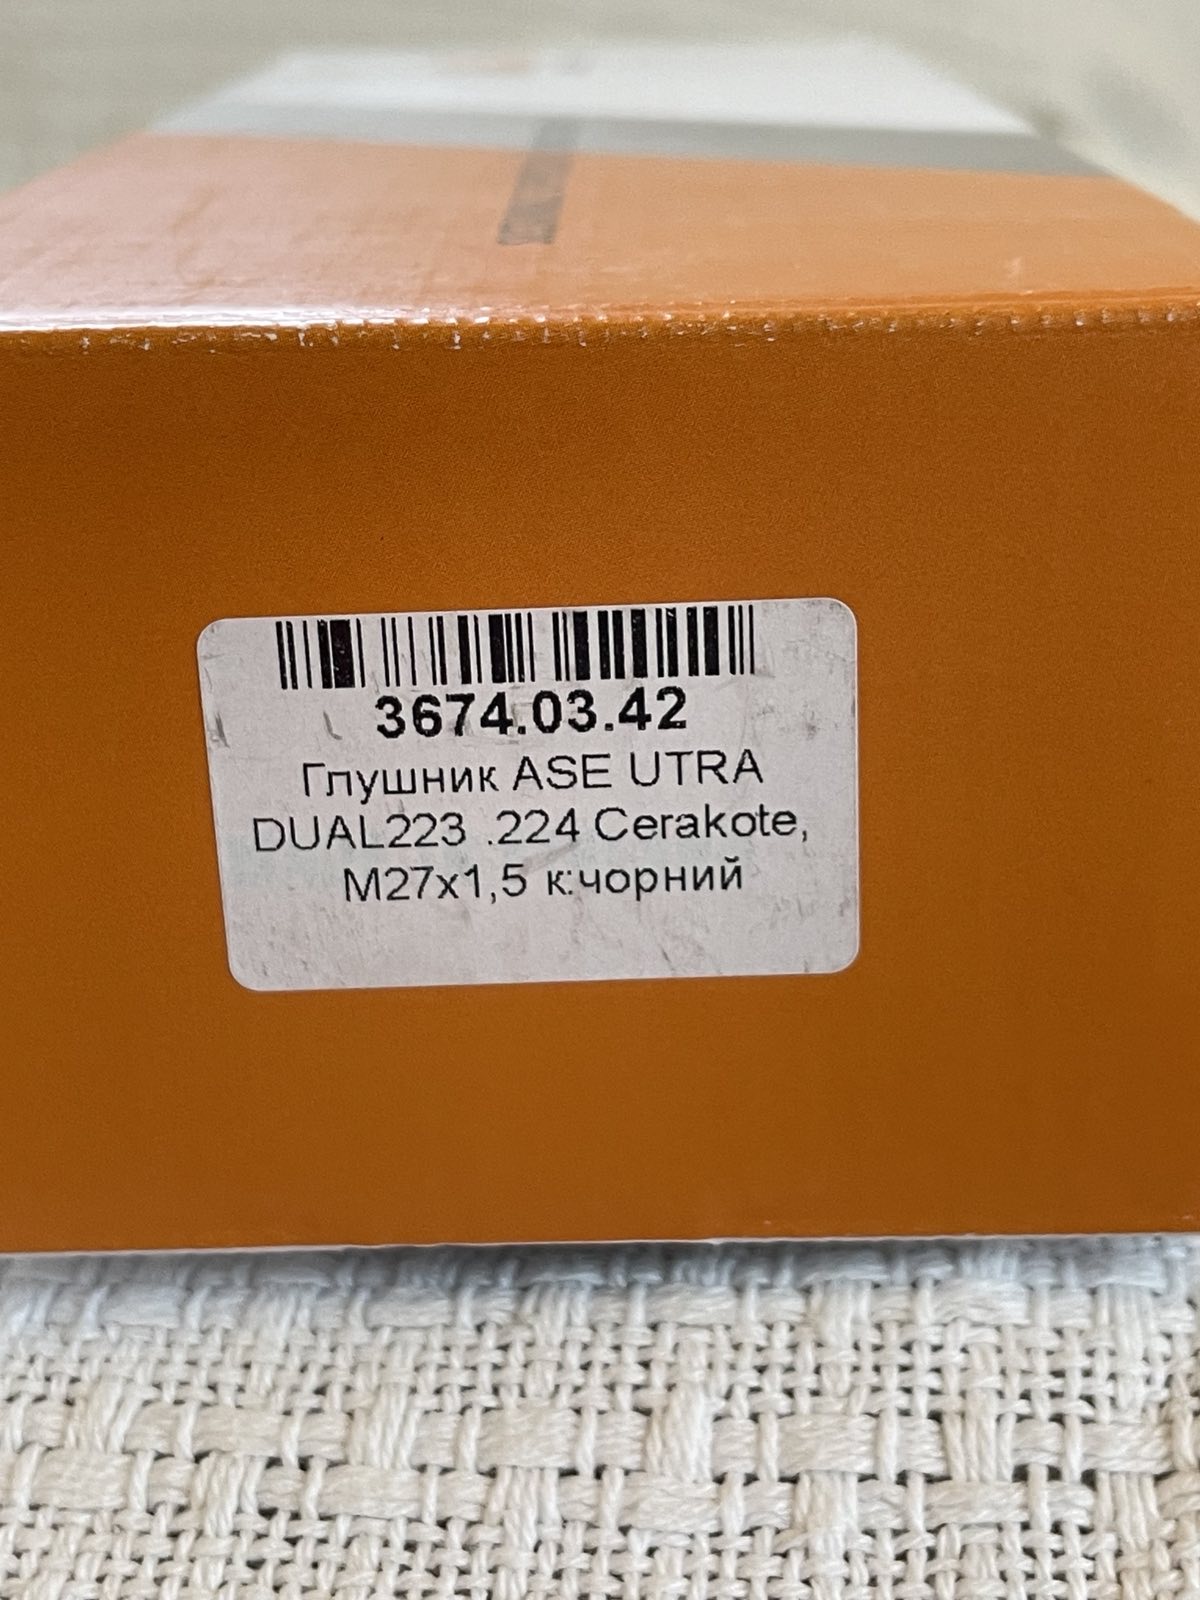 3674.03.42
Глушник ASE UTRA
DUAL223 .224 Cerakote,
M27x1,5 к:чорний